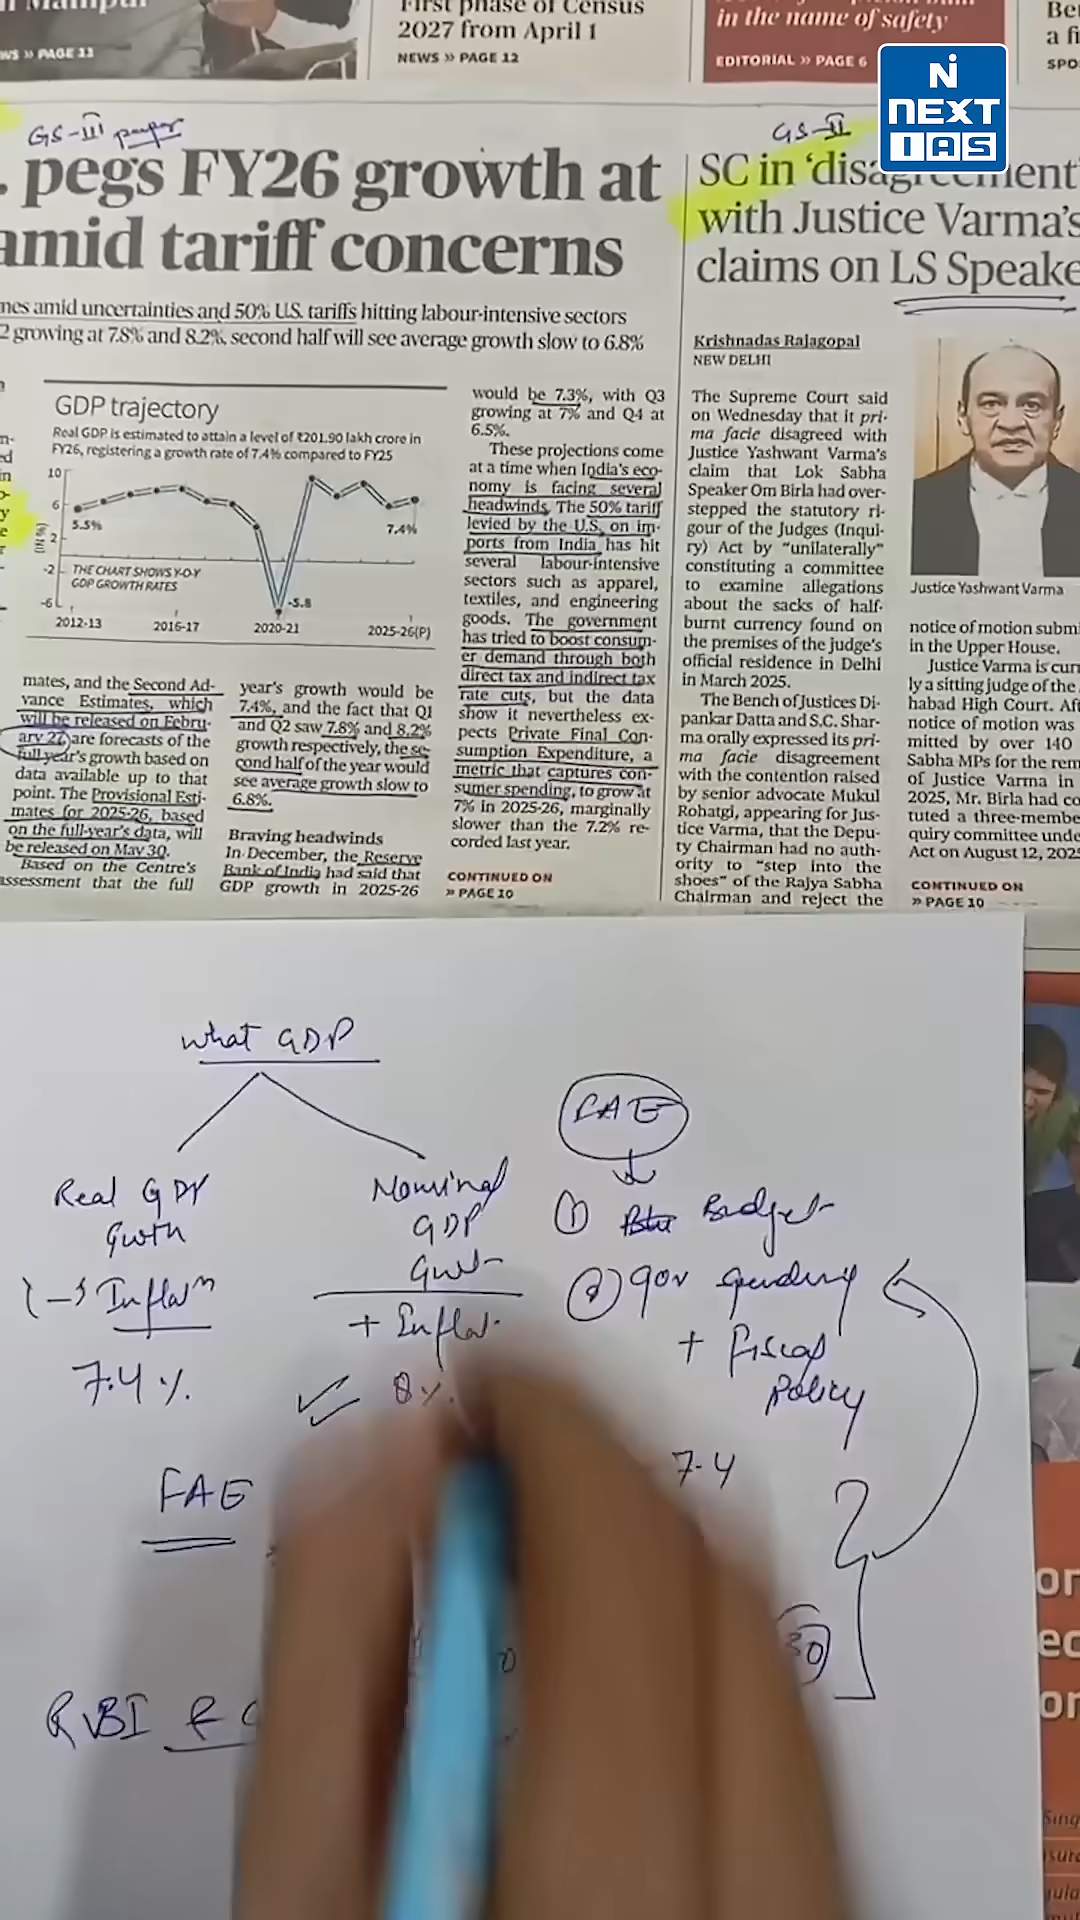 WS >> PAGE 13
First phase of Census
2027 from April 1
NEWS >> PAGE 12
in the name of safety
EDITORIAL >> PAGE 6
Be
a fi
SPO
N
NEXT
IAS
GS-III paper
. pegs FY26 growth at
amid tariff concerns
mes amid uncertainties and 50% U.S. tariffs hitting labour-intensive sectors
2 growing at 7.8% and 8.2%, second half will see average growth slow to 6.8%
GDP trajectory
Real GDP is estimated to attain a level of ₹201.90 lakh crore in
FY26, registering a growth rate of 7.4% compared to FY25
10
6
2
-2
-6
(IN %)
5.5%
7.4%
-5.8
THE CHART SHOWS Y-O-Y
GDP GROWTH RATES
2012-13
2016-17
2020-21
2025-26(P)
mates, and the Second Ad-
vance Estimates, which
will be released on Febru-
ary 27, are forecasts of the
full year's growth based on
data available up to that
point. The Provisional Esti-
mates for 2025-26, based
on the full-year's data, will
be released on May 30.
Based on the Centre's
assessment that the full
year's growth would be
7.4%, and the fact that Q1
and Q2 saw 7.8% and 8.2%
growth respectively, the se-
cond half of the year would
see average growth slow to
6.8%.
Braving headwinds
In December, the Reserve
Bank of India had said that
GDP growth in 2025-26
would be 7.3%, with Q3
growing at 7% and Q4 at
6.5%.
These projections come
at a time when India's eco-
nomy is facing several
headwinds. The 50% tariff
levied by the U.S. on im-
ports from India has hit
several labour-intensive
sectors such as apparel,
textiles, and engineering
goods. The government
has tried to boost consum-
er demand through both
direct tax and indirect tax
rate cuts, but the data
show it nevertheless ex-
pects Private Final Con-
sumption Expenditure, a
metric that captures con-
sumer spending, to grow at
7% in 2025-26, marginally
slower than the 7.2% re-
corded last year.
CONTINUED ON
>> PAGE 10
GS-II
SC in 'disagreement'
with Justice Varma's
claims on LS Speake
Krishnadas Rajagopal
NEW DELHI
The Supreme Court said
on Wednesday that it pri-
ma facie disagreed with
Justice Yashwant Varma's
claim that Lok Sabha
Speaker Om Birla had over-
stepped the statutory ri-
gour of the Judges (Inqui-
ry) Act by "unilaterally"
constituting a committee
to examine allegations
about the sacks of half-
burnt currency found on
the premises of the judge's
official residence in Delhi
in March 2025.
The Bench of Justices Di-
pankar Datta and S.C. Shar-
ma orally expressed its pri-
ma facie disagreement
with the contention raised
by senior advocate Mukul
Rohatgi, appearing for Jus-
tice Varma, that the Depu-
ty Chairman had no auth-
ority to "step into the
shoes" of the Rajya Sabha
Chairman and reject the
Justice Yashwant Varma
notice of motion submi
in the Upper House.
Justice Varma is curr
ly a sitting judge of the
habad High Court. Aft
notice of motion was
mitted by over 140
Sabha MPs for the rem
of Justice Varma in
2025, Mr. Birla had co
tuted a three-membe
quiry committee unde
Act on August 12, 2025
CONTINUED ON
>> PAGE 10
What GDP
Real GDP
Gwth
(-) Inflatn
7.4 %
Nominal
GDP
Gwt
+ Inflat.
8%
FAE
① Budget
② gov spending
+ Fiscal
Policy
7.4
FAE
30
RBI